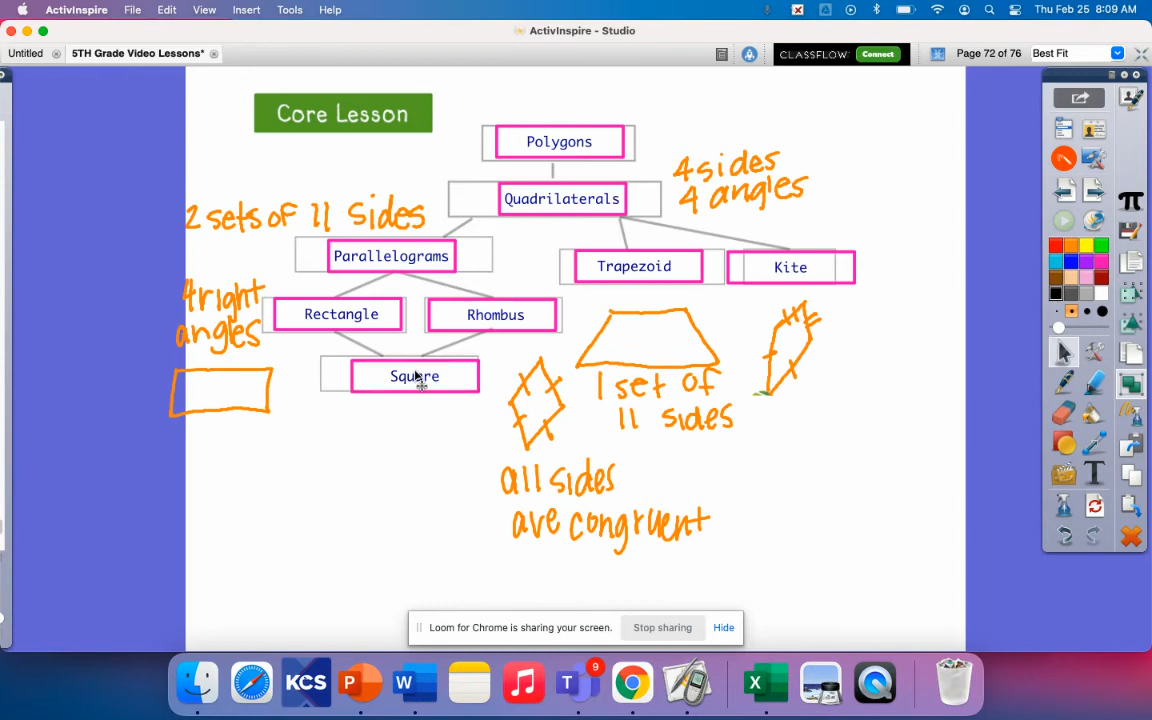 ActivInspire File Edit View Insert Tools Help
Thu Feb 25 8:09 AM
ActivInspire - Studio
Untitled
5TH Grade Video Lessons*
CLASSFLOW Connect
Page 72 of 76
Best Fit
Core Lesson
Polygons
4 sides
4 angles
Quadrilaterals
2 sets of || sides
Parallelograms
Trapezoid
Kite
4 right
angles
Rectangle
Rhombus
Square
1 set of
|| sides
all sides
are congruent
Loom for Chrome is sharing your screen.
Stop sharing
Hide
KCS
P
W
T
9
X
π
T